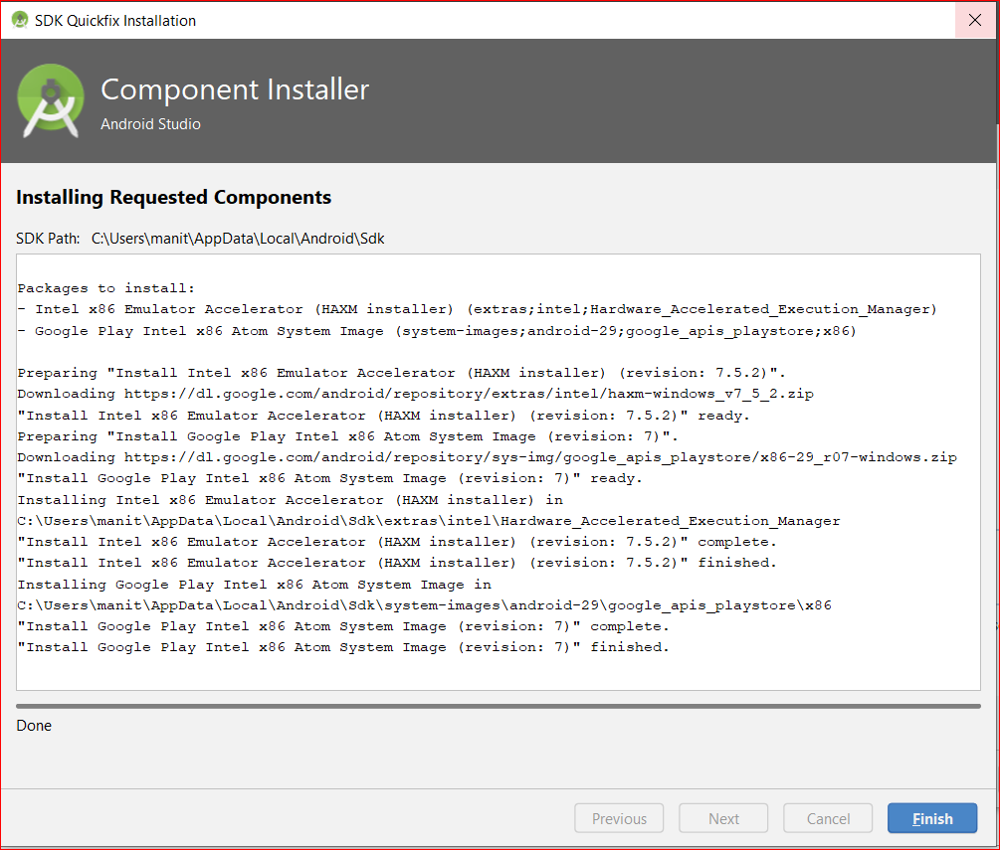 SDK Quickfix Installation
Component Installer
Android Studio
Installing Requested Components
SDK Path: C:\Users\manit\AppData\Local\Android\Sdk
Packages to install:
- Intel x86 Emulator Accelerator (HAXM installer) (extras;intel;Hardware_Accelerated_Execution_Manager)
- Google Play Intel x86 Atom System Image (system-images;android-29;google_apis_playstore;x86)
Preparing "Install Intel x86 Emulator Accelerator (HAXM installer) (revision: 7.5.2)".
Downloading https://dl.google.com/android/repository/extras/intel/haxm-windows_v7_5_2.zip
"Install Intel x86 Emulator Accelerator (HAXM installer) (revision: 7.5.2)" ready.
Preparing "Install Google Play Intel x86 Atom System Image (revision: 7)".
Downloading https://dl.google.com/android/repository/sys-img/google_apis_playstore/x86-29_r07-windows.zip
"Install Google Play Intel x86 Atom System Image (revision: 7)" ready.
Installing Intel x86 Emulator Accelerator (HAXM installer) in
C:\Users\manit\AppData\Local\Android\Sdk\extras\intel\Hardware_Accelerated_Execution_Manager
"Install Intel x86 Emulator Accelerator (HAXM installer) (revision: 7.5.2)" complete.
"Install Intel x86 Emulator Accelerator (HAXM installer) (revision: 7.5.2)" finished.
Installing Google Play Intel x86 Atom System Image in
C:\Users\manit\AppData\Local\Android\Sdk\system-images\android-29\google_apis_playstore\x86
"Install Google Play Intel x86 Atom System Image (revision: 7)" complete.
"Install Google Play Intel x86 Atom System Image (revision: 7)" finished.
Done
Previous Next Cancel Finish